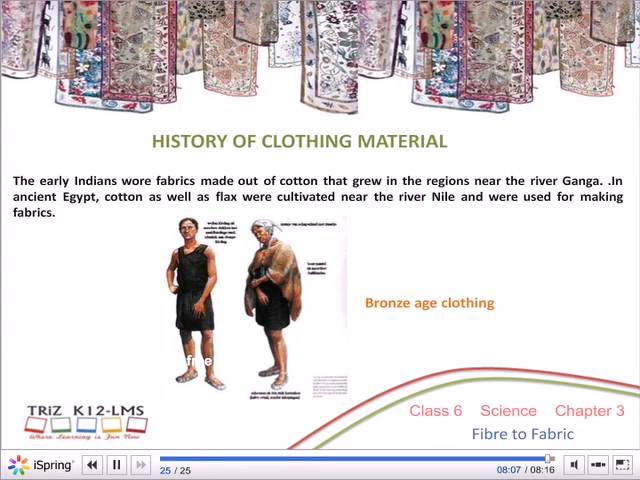 HISTORY OF CLOTHING MATERIAL
The early Indians wore fabrics made out of cotton that grew in the regions near the river Ganga. .In
ancient Egypt, cotton as well as flax were cultivated near the river Nile and were used for making
fabrics.
Bronze age clothing
free
TRiZ K12-LMS
Where Learning is Fun Now
Class 6 Science Chapter 3
Fibre to Fabric
iSpring
25 / 25
08:07 / 08:16